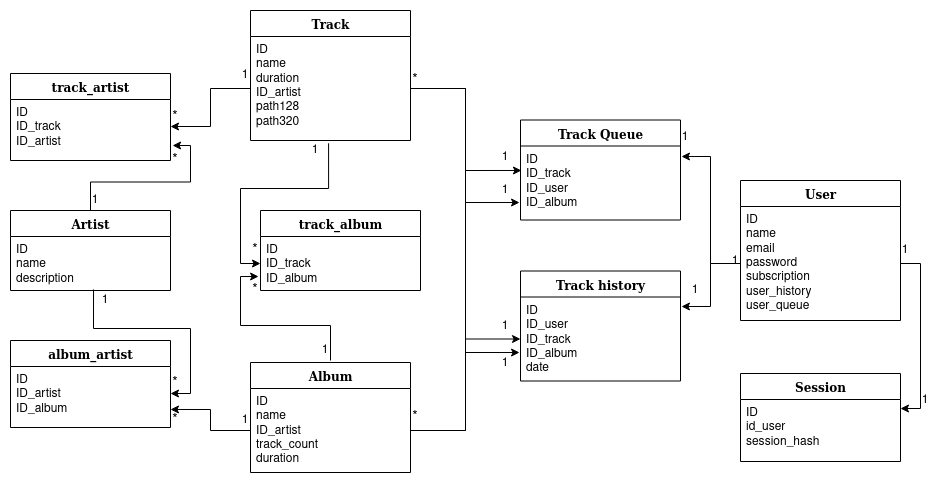 Track
ID
name
duration
ID_artist
path128
path320
1
*
1
track_artist
ID
ID_track
ID_artist
*
*
1
Artist
ID
name
description
1
track_album
ID
ID_track
ID_album
*
*
1
album_artist
ID
ID_artist
ID_album
*
*
Album
ID
name
ID_artist
track_count
duration
1
*
Track Queue
ID
ID_track
ID_user
ID_album
1
1
1
Track history
ID
ID_user
ID_track
ID_album
date
1
1
1
User
ID
name
email
password
subscription
user_history
user_queue
1
1
Session
ID
id_user
session_hash
1